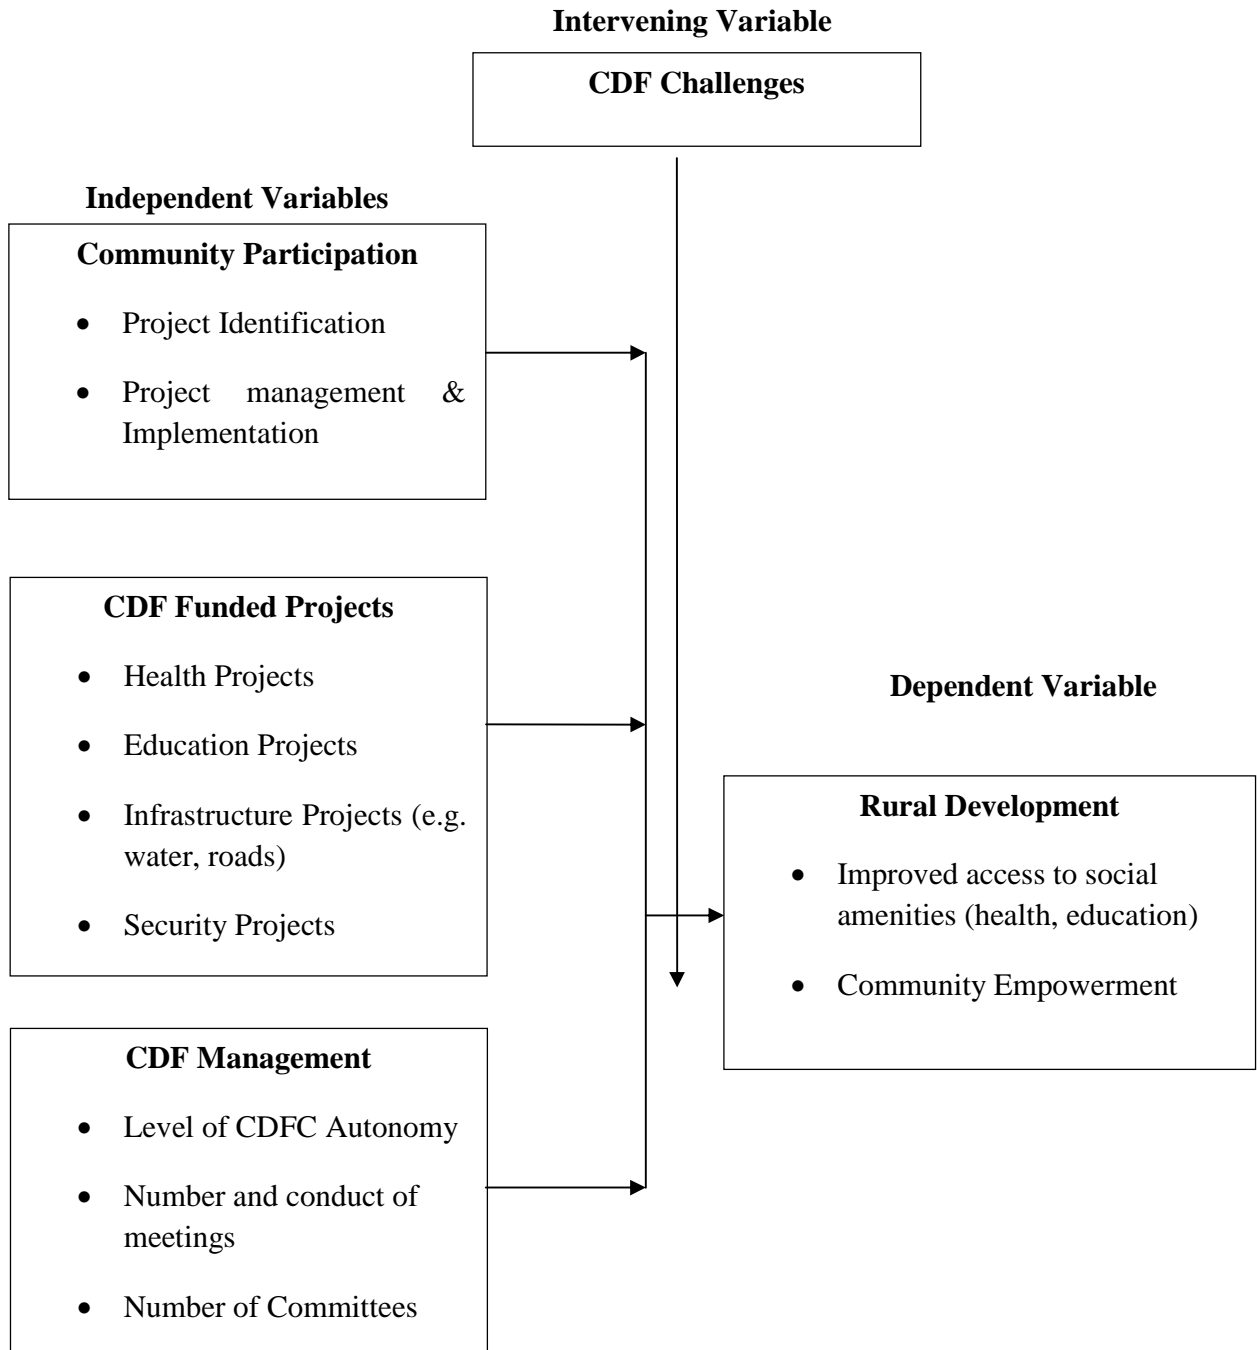 Intervening Variable
CDF Challenges
Independent Variables
Community Participation
• Project Identification
• Project management &
Implementation
CDF Funded Projects
• Health Projects
• Education Projects
• Infrastructure Projects (e.g.
water, roads)
• Security Projects
Dependent Variable
Rural Development
• Improved access to social
amenities (health, education)
• Community Empowerment
CDF Management
• Level of CDFC Autonomy
• Number and conduct of
meetings
• Number of Committees